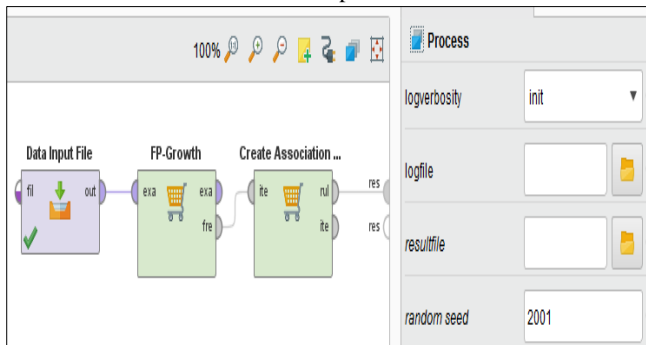 100%
Process
logverbosity
init
Data Input File
FP-Growth
Create Association ...
fil
out
exa
exa
fre
ite
rul
ite
res
res
logfile
resultfile
random seed
2001